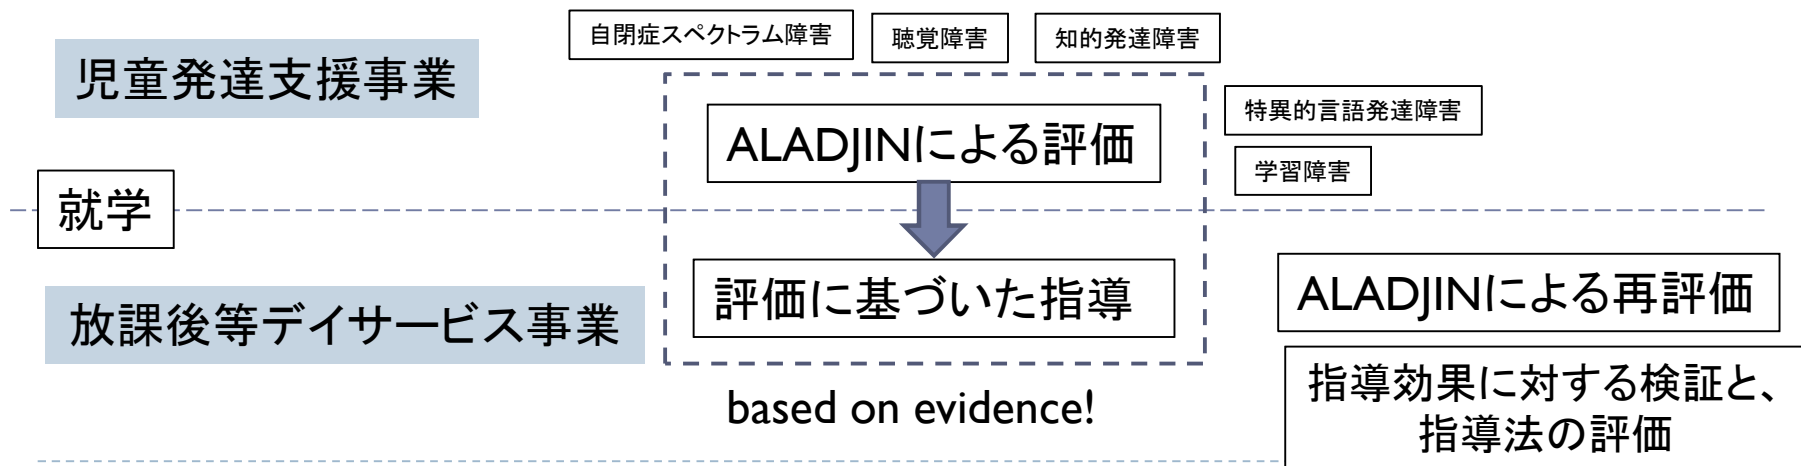 自閉症スペクトラム障害
聴覚障害
知的発達障害
児童発達支援事業
特異的言語発達障害
ALADJINによる評価
学習障害
就学
評価に基づいた指導
ALADJINによる再評価
放課後等デイサービス事業
based on evidence!
指導効果に対する検証と、
指導法の評価